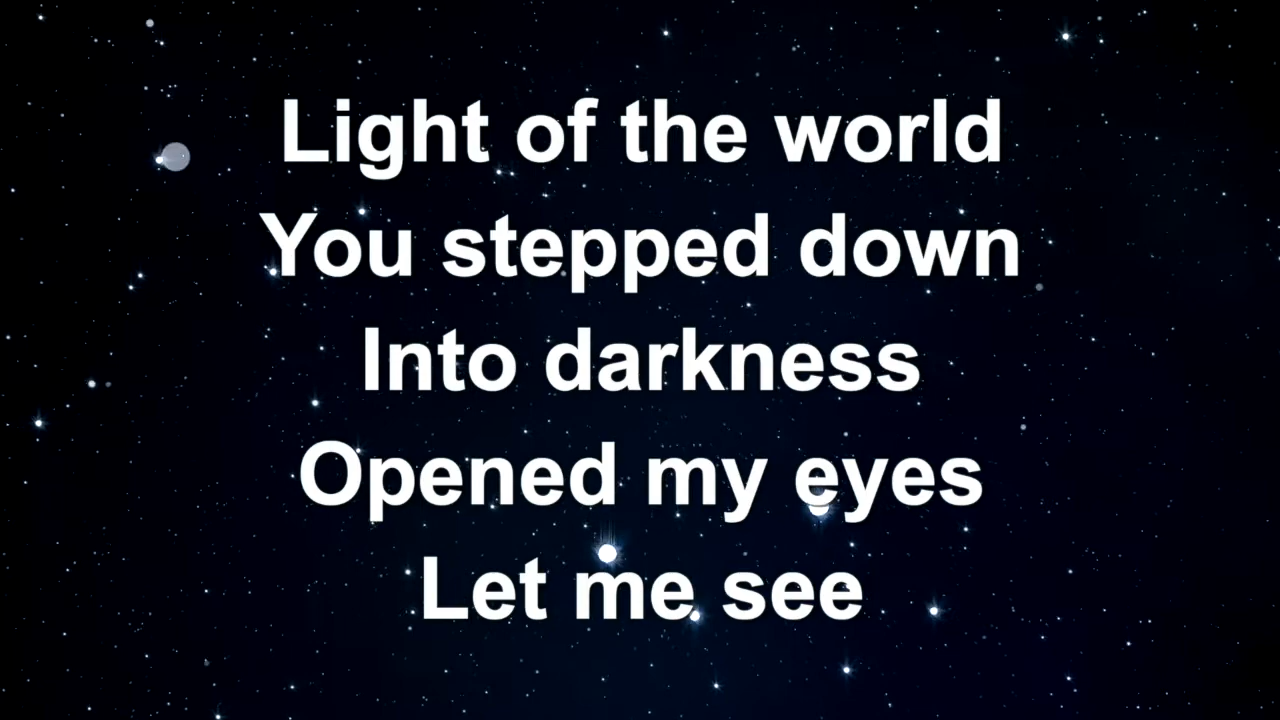 Light of the world
You stepped down
Into darkness
Opened my eyes
Let me see